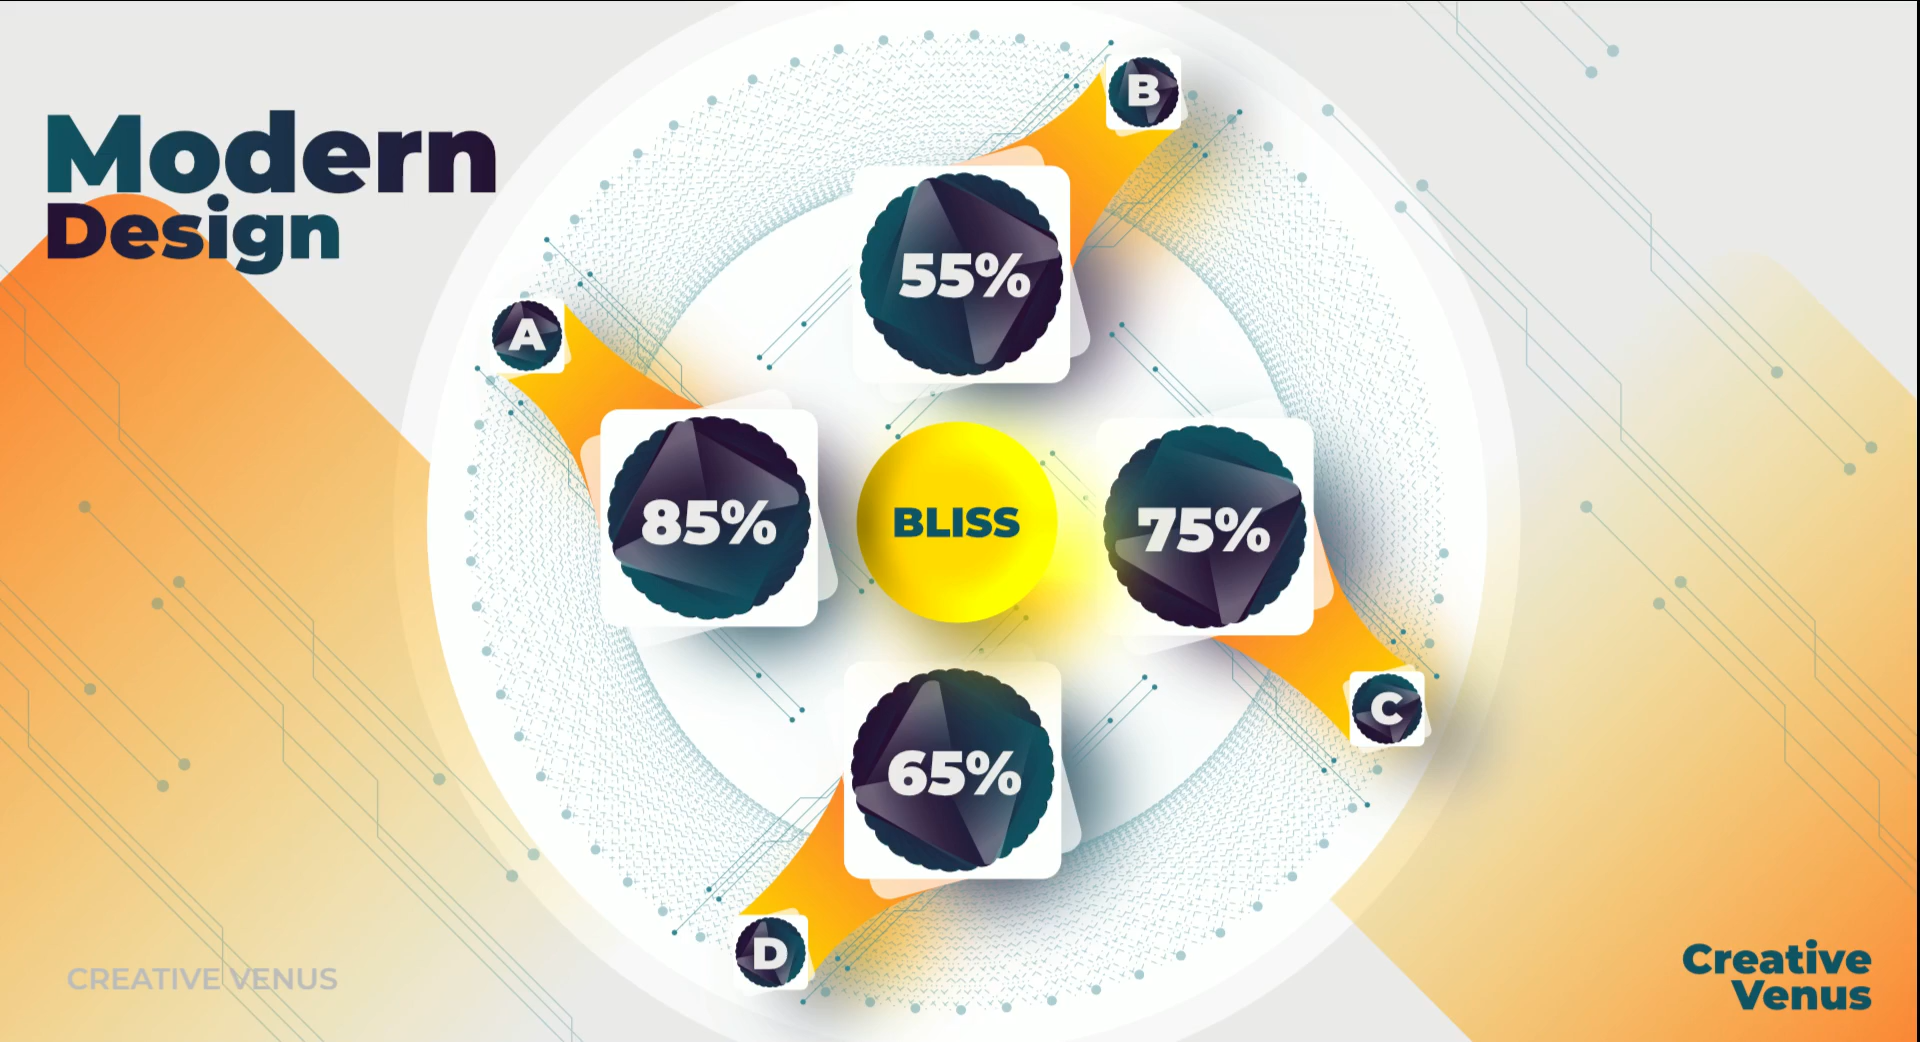 Modern
Design
B
55%
A
85%
BLISS
75%
C
65%
D
CREATIVE VENUS
Creative
Venus